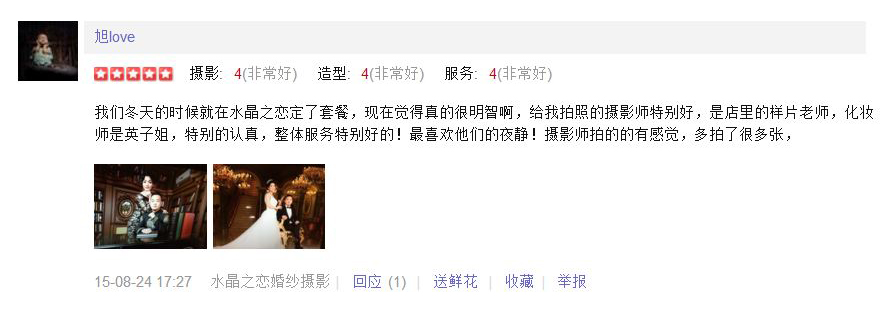 旭love
摄影: 4(非常好) 造型: 4(非常好) 服务: 4(非常好)
我们冬天的时候就在水晶之恋定了套餐，现在觉得真的很明智啊，给我拍照的摄影师特别好，是店里的样片老师，化妆
师是英子姐，特别的认真，整体服务特别好的！最喜欢他们的夜静！摄影师拍的的有感觉，多拍了很多张，
15-08-24 17:27 水晶之恋婚纱摄影 | 回应 (1) | 送鲜花 | 收藏 | 举报